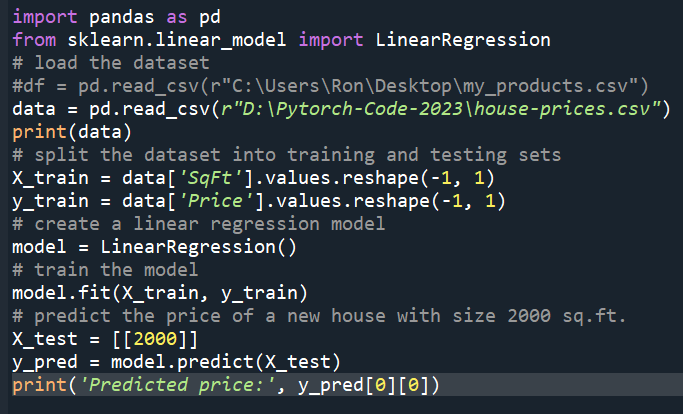 import pandas as pd
from sklearn.linear_model import LinearRegression
# load the dataset
#df = pd.read_csv(r"C:\Users\Ron\Desktop\my_products.csv")
data = pd.read_csv(r"D:\Pytorch-Code-2023\house-prices.csv")
print(data)
# split the dataset into training and testing sets
X_train = data['SqFt'].values.reshape(-1, 1)
y_train = data['Price'].values.reshape(-1, 1)
# create a linear regression model
model = LinearRegression()
# train the model
model.fit(X_train, y_train)
# predict the price of a new house with size 2000 sq.ft.
X_test = [[2000]]
y_pred = model.predict(X_test)
print('Predicted price:', y_pred[0][0])